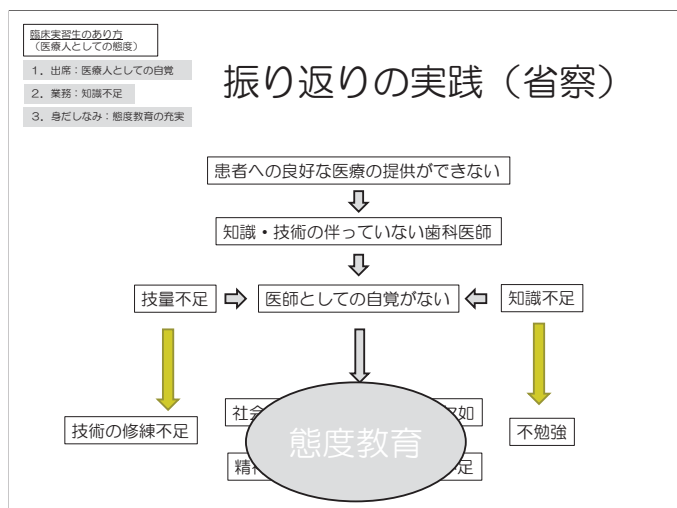 臨床実習生のあり方
（医療人としての態度）
1．出席：医療人としての自覚
2．業務：知識不足
3．身だしなみ：態度教育の充実
振り返りの実践（省察）
患者への良好な医療の提供ができない
知識・技術の伴っていない歯科医師
技量不足
医師としての自覚がない
知識不足
社会
如
態度教育
技術の修練不足
不勉強
精神
足